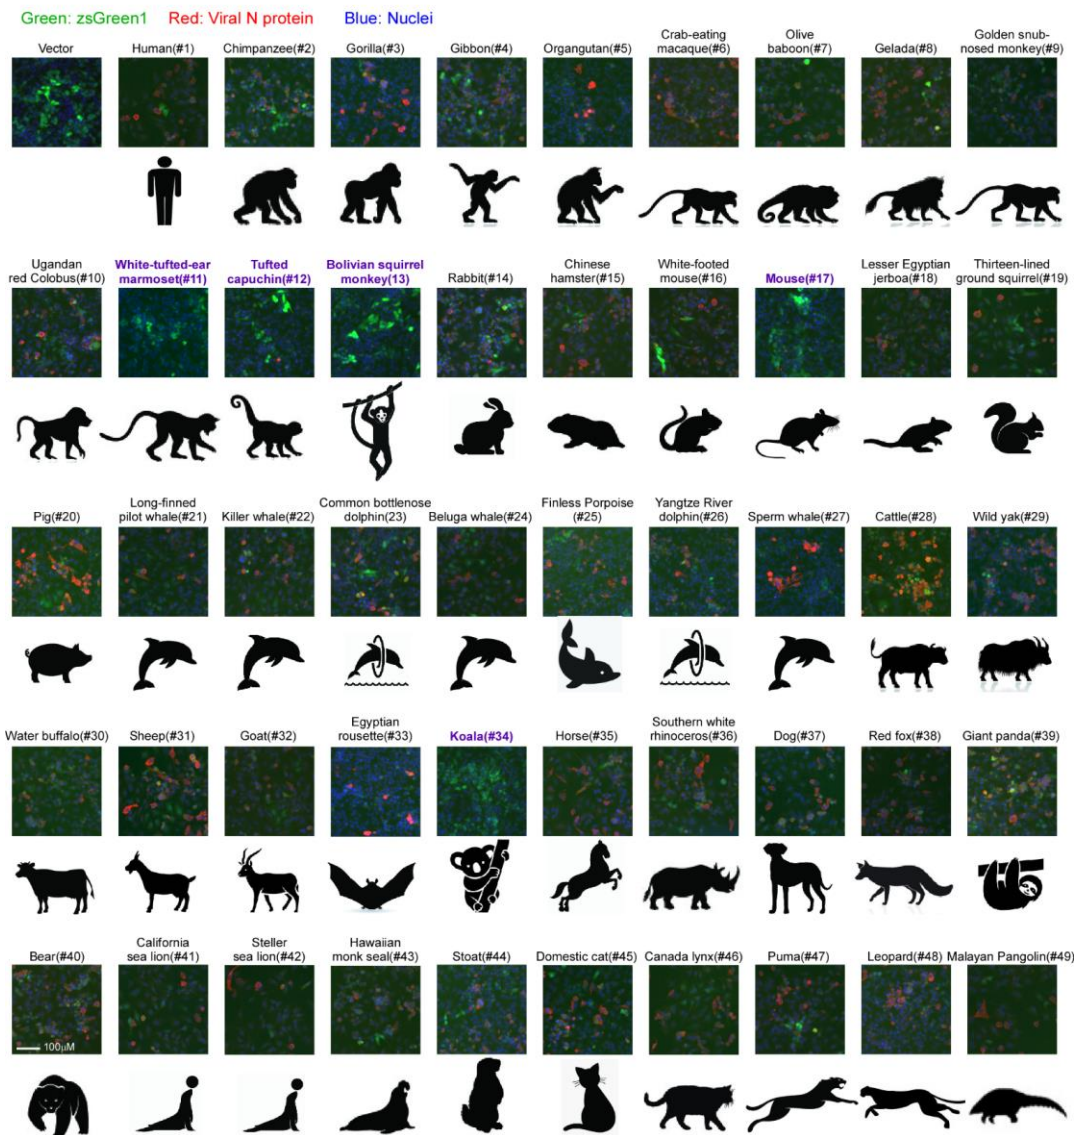 Green: zsGreen1 Red: Viral N protein Blue: Nuclei
Vector
Human(#1)
Chimpanzee(#2)
Gorilla(#3)
Gibbon(#4)
Organgutan(#5)
Crab-eating
macaque(#6)
Olive
baboon(#7)
Gelada(#8)
Golden snub-
nosed monkey(#9)
Ugandan
red Colobus(#10)
White-tufted-ear
marmoset(#11)
Tufted
capuchin(#12)
Bolivian squirrel
monkey(13)
Rabbit(#14)
Chinese
hamster(#15)
White-footed
mouse(#16)
Mouse(#17)
Lesser Egyptian
jerboa(#18)
Thirteen-lined
ground squirrel(#19)
Pig(#20)
Long-finned
pilot whale(#21)
Killer whale(#22)
Common bottlenose
dolphin(23)
Beluga whale(#24)
Finless Porpoise
(#25)
Yangtze River
dolphin(#26)
Sperm whale(#27)
Cattle(#28)
Wild yak(#29)
Water buffalo(#30)
Sheep(#31)
Goat(#32)
Egyptian
rousette(#33)
Koala(#34)
Horse(#35)
Southern white
rhinoceros(#36)
Dog(#37)
Red fox(#38)
Giant panda(#39)
Bear(#40)
California
sea lion(#41)
Steller
sea lion(#42)
Hawaiian
monk seal(#43)
Stoat(#44)
Domestic cat(#45)
Canada lynx(#46)
Puma(#47)
Leopard(#48)
Malayan Pangolin(#49)
100μM